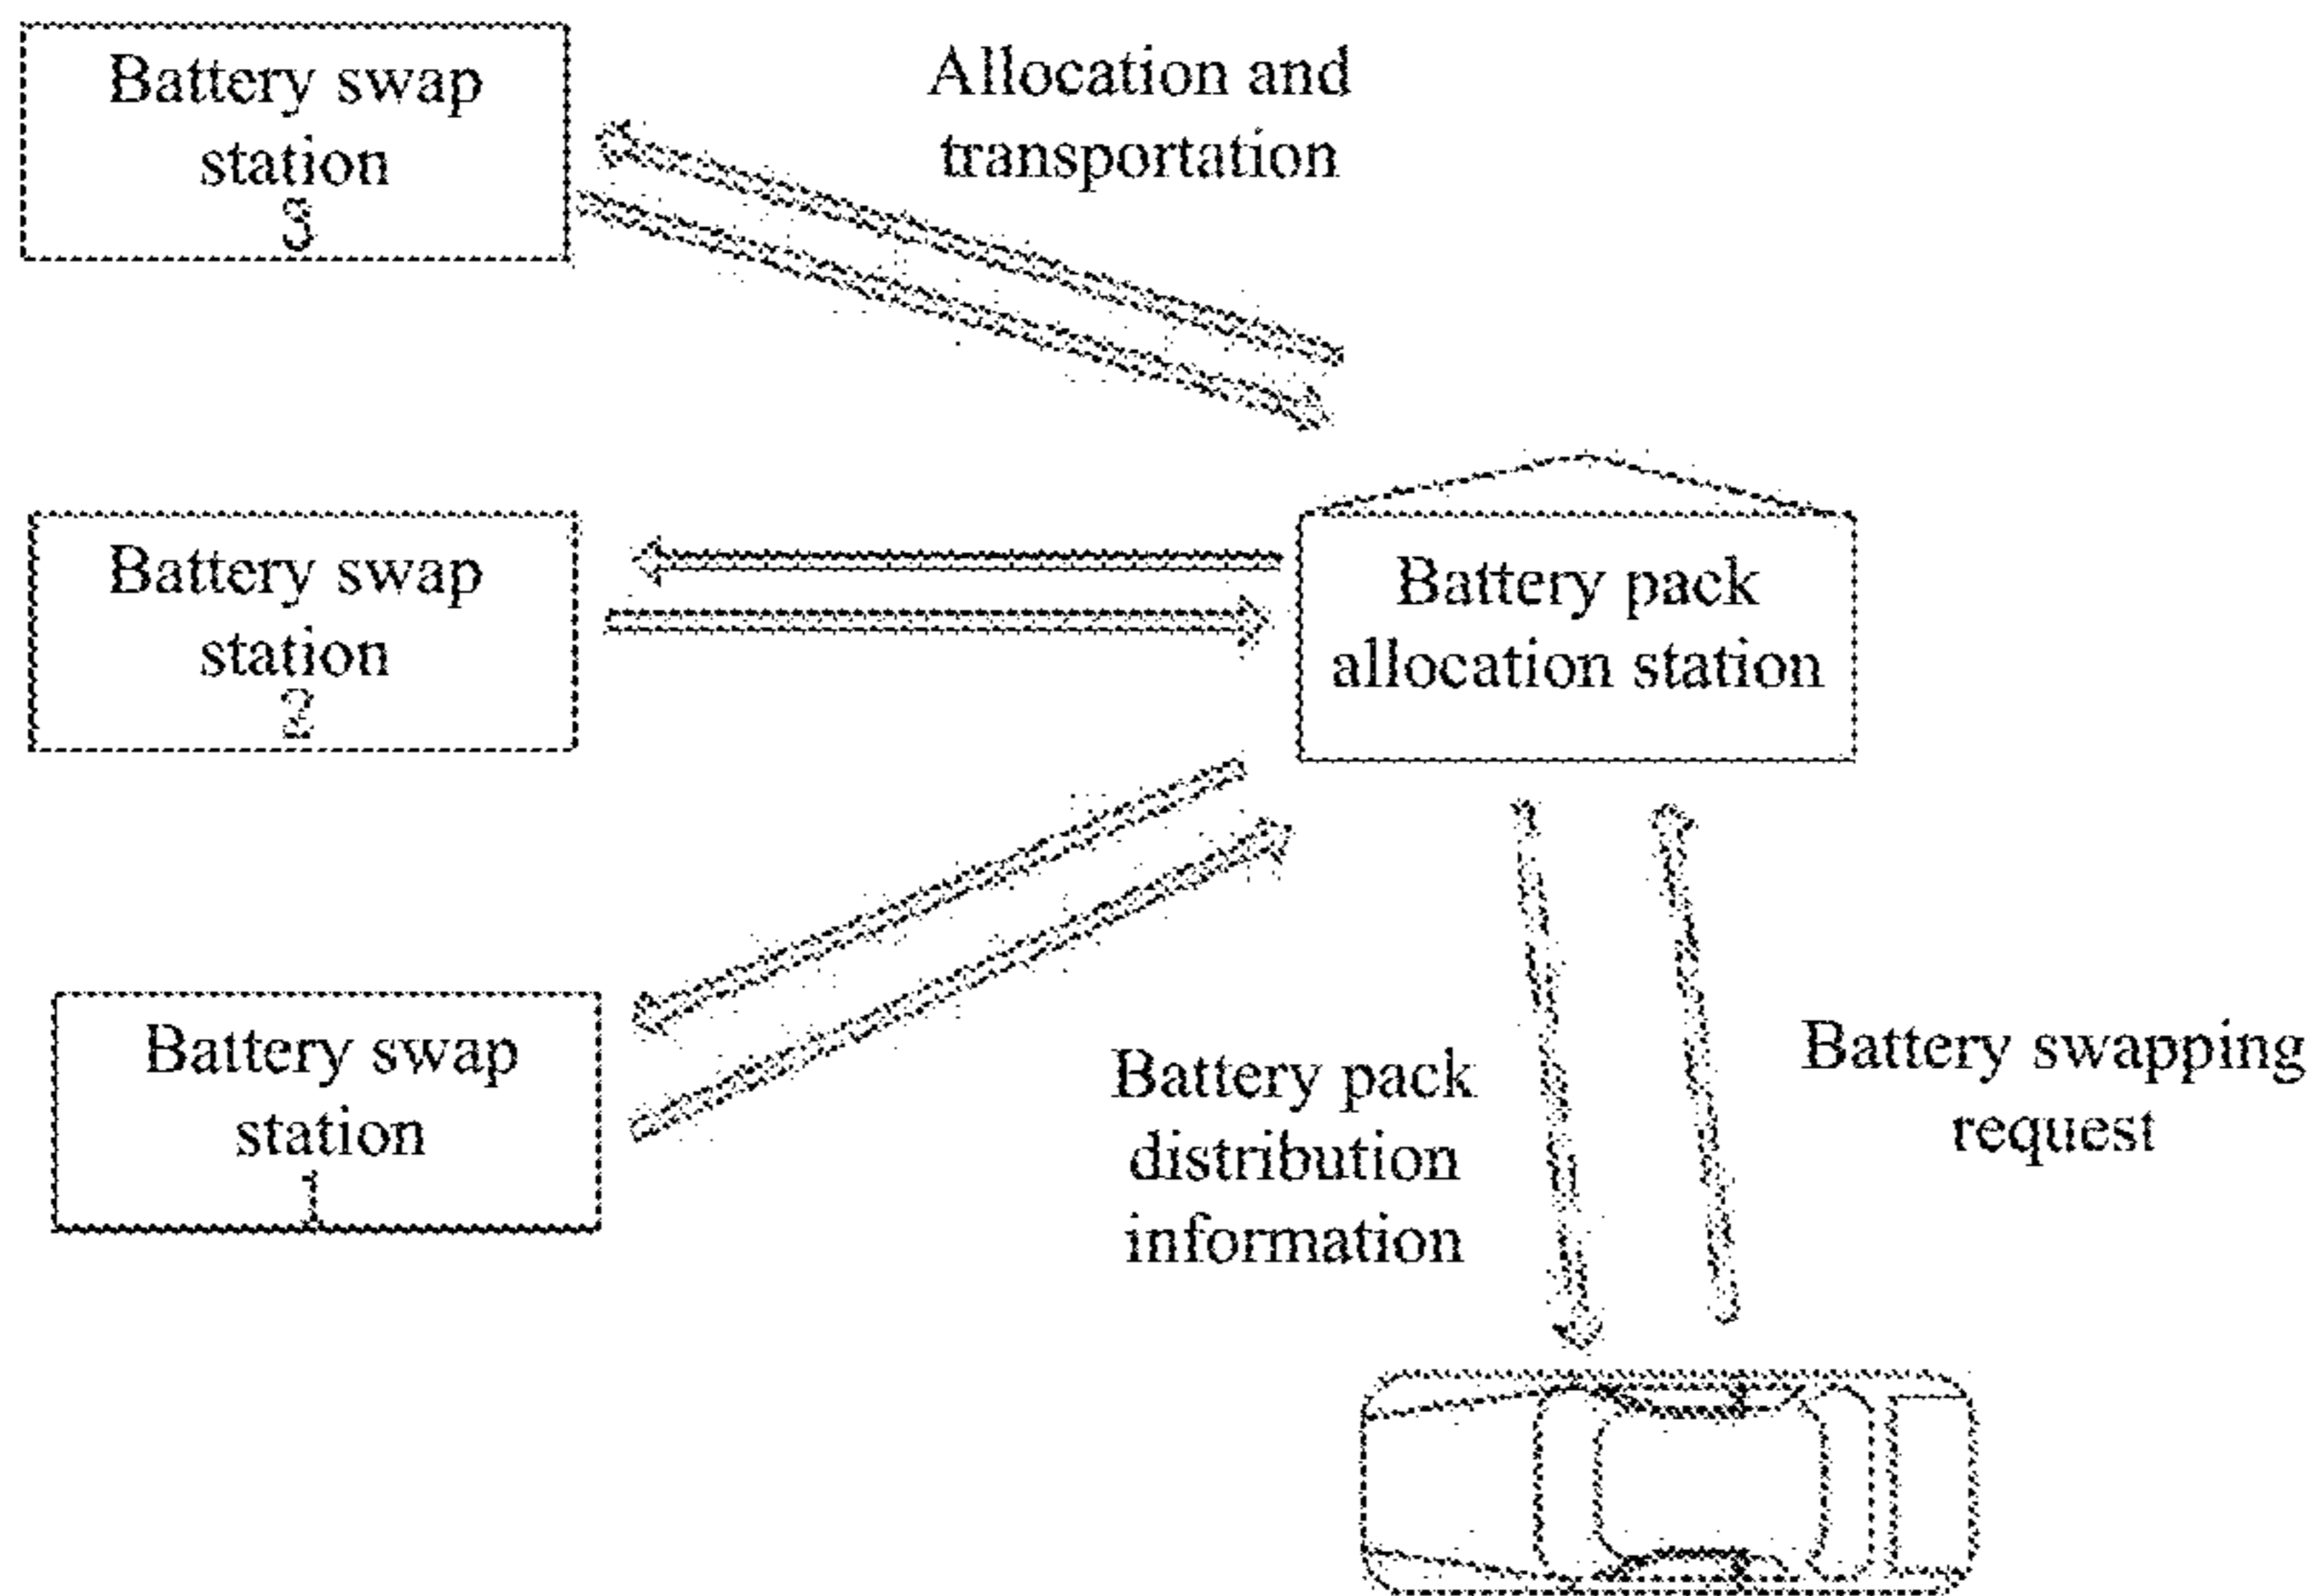 Battery swap
station
3
Allocation and
transportation
Battery swap
station
2
Battery pack
allocation station
Battery swap
station
1
Battery pack
distribution
information
Battery swapping
request